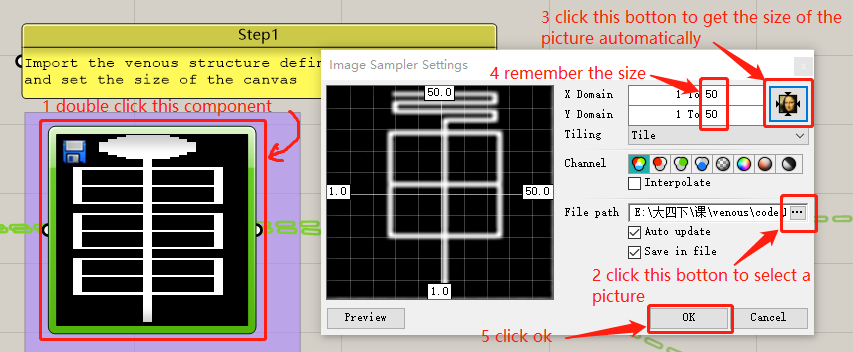 Step1
Import the venous structure defin
and set the size of the canvas
1 double click this component
3 click this botton to get the size of the
picture automatically
4 remember the size
Image Sampler Settings
X Domain
1 To 50
Y Domain
1 To 50
Tiling
Tile
Channel
Interpolate
File path
E:\大四下\课\venous\code
...
Auto update
Save in file
50.0
1.0
50.0
1.0
2 click this botton to select a
picture
Preview
OK
Cancel
5 click ok